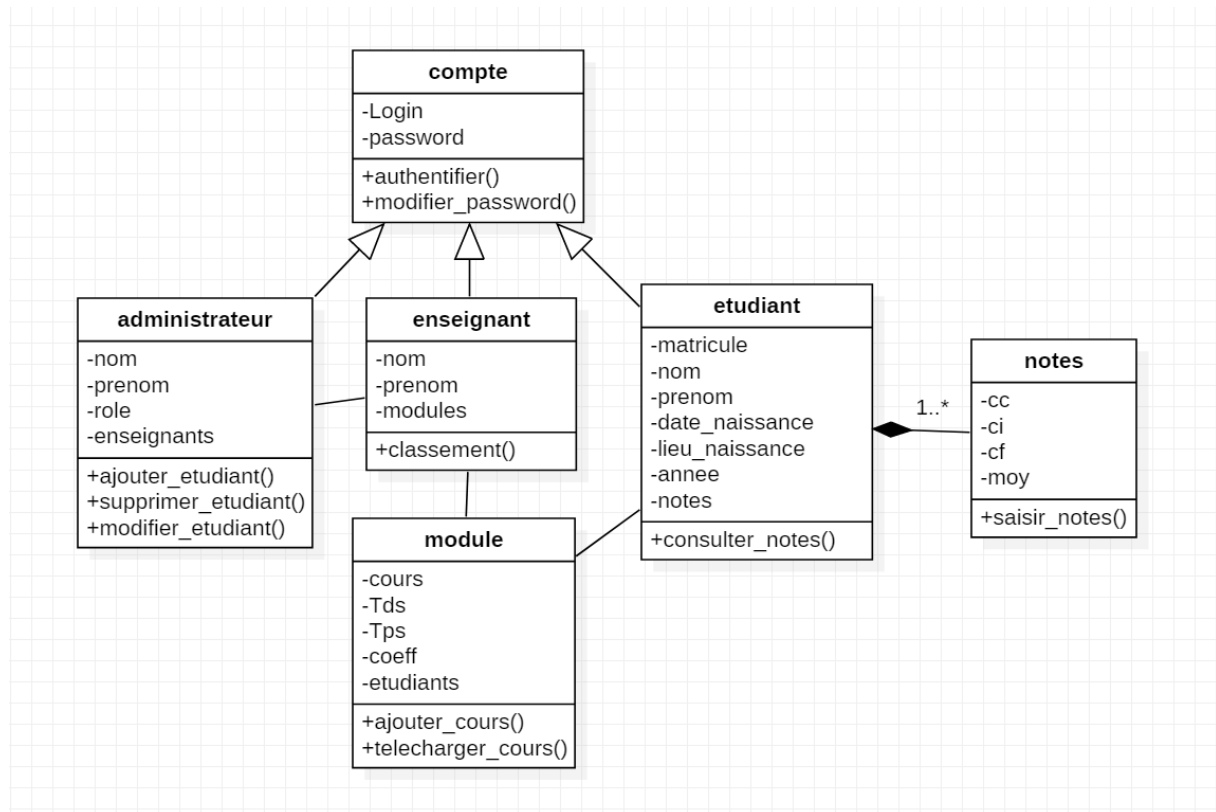 compte
-Login
-password
+authentifier()
+modifier_password()
administrateur
-nom
-prenom
-role
-enseignants
+ajouter_etudiant()
+supprimer_etudiant()
+modifier_etudiant()
enseignant
-nom
-prenom
-modules
+classement()
etudiant
-matricule
-nom
-prenom
-date_naissance
-lieu_naissance
-annee
-notes
+consulter_notes()
1..*
notes
-cc
-ci
-cf
-moy
+saisir_notes()
module
-cours
-Tds
-Tps
-coeff
-etudiants
+ajouter_cours()
+telecharger_cours()